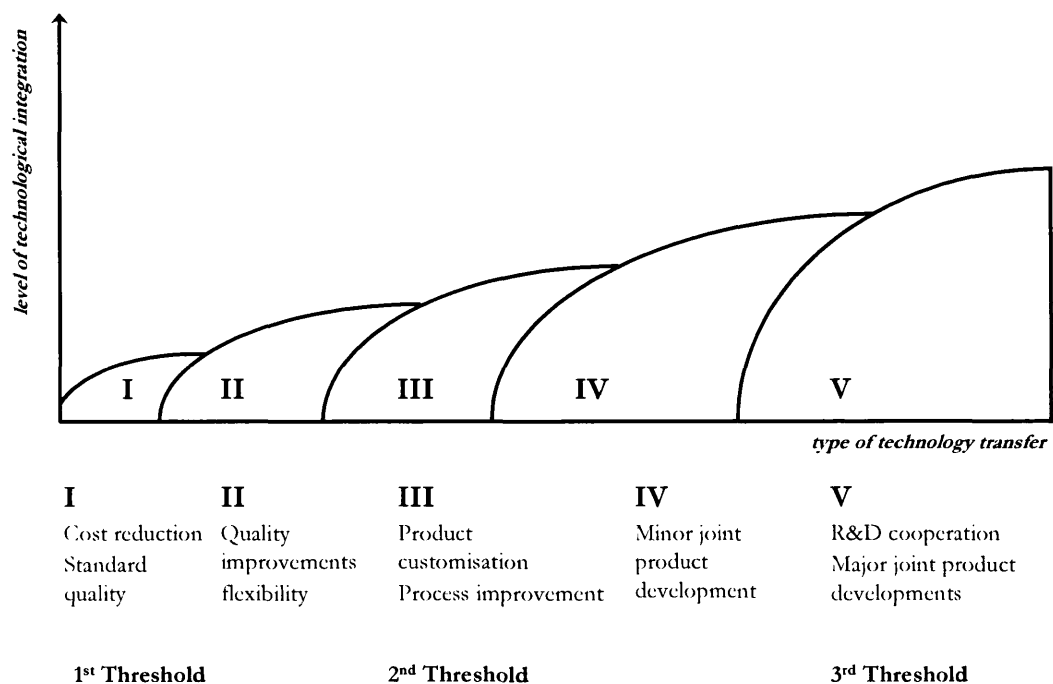 level of technological integration
I II III IV V
type of technology transfer
I II III IV V
Cost reduction Quality Product Minor joint R&D cooperation
Standard improvements customisation product Major joint product
quality flexibility Process improvement development developments
1st Threshold 2nd Threshold 3rd Threshold